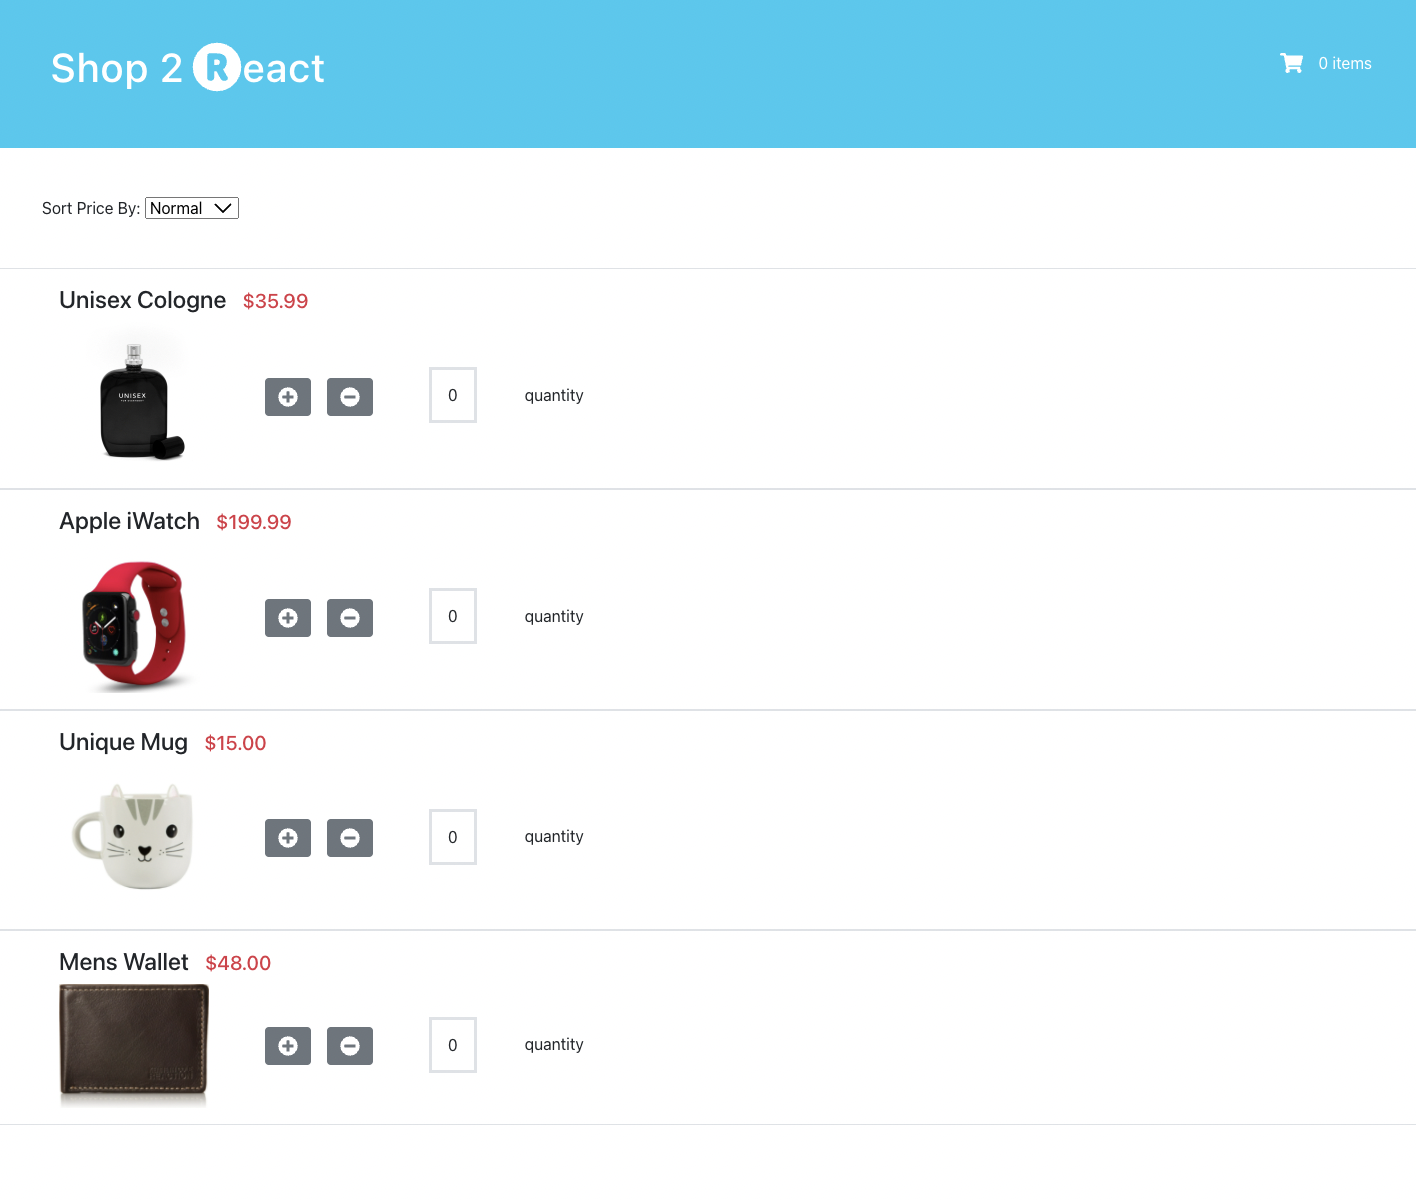 Shop 2 React
0 items
Sort Price By: Normal
Unisex Cologne $35.99
UNISEX
0 quantity
Apple iWatch $199.99
0 quantity
Unique Mug $15.00
0 quantity
Mens Wallet $48.00
0 quantity